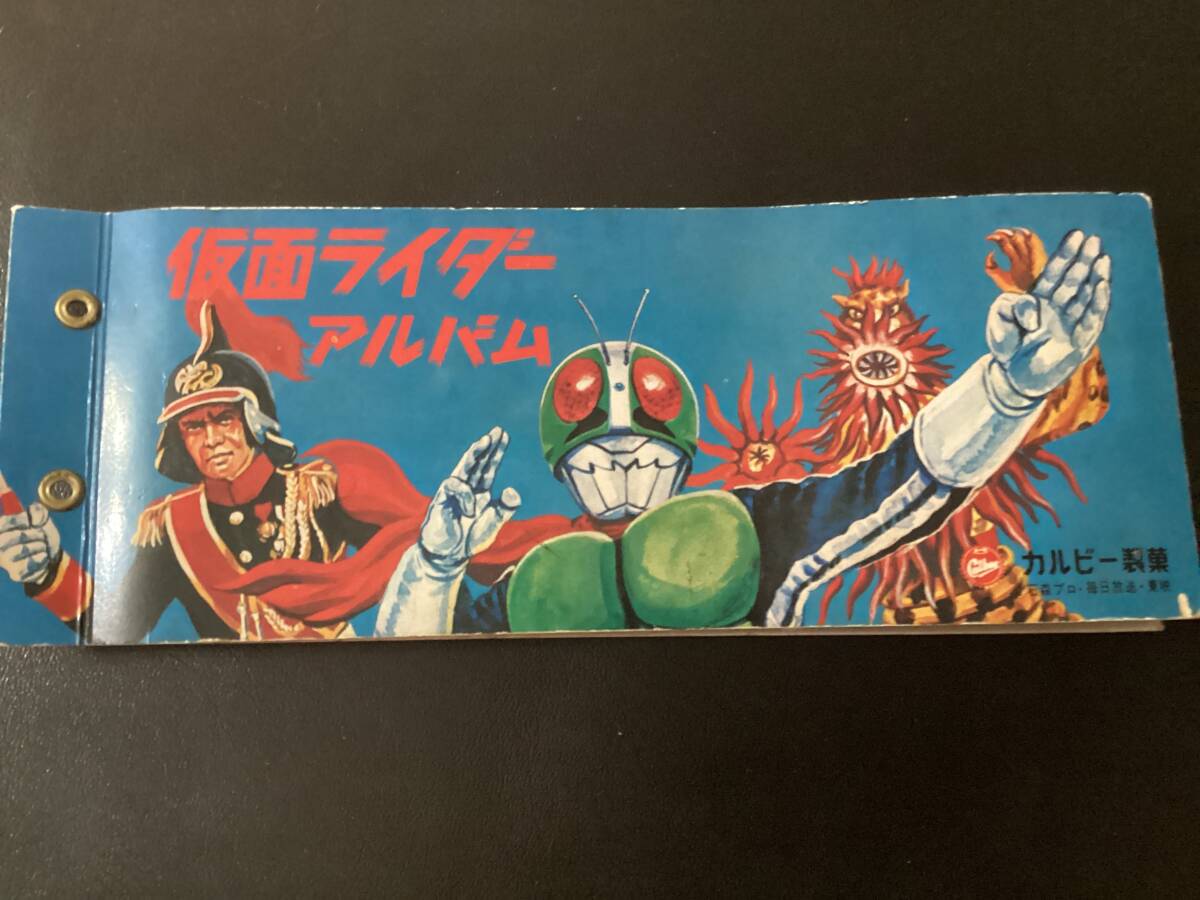 仮面ライダー
アルバム
Calbee
カルビー製菓
石森プロ・毎日放送・東映